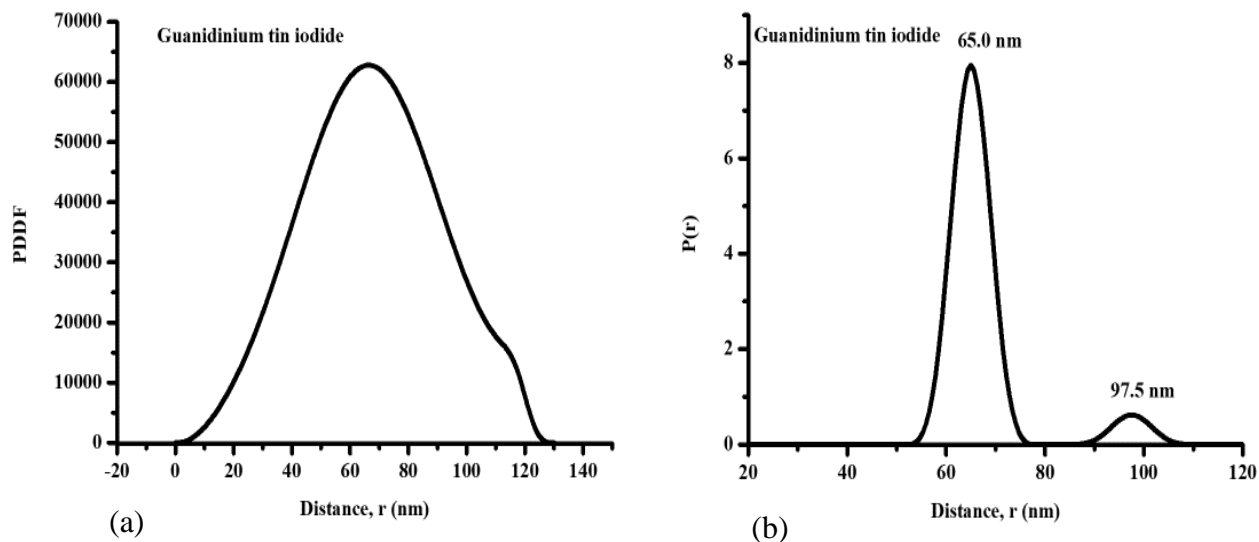 Guanidinium tin iodide
70000
60000
50000
40000
30000
20000
10000
0
PDDF
-20 0 20 40 60 80 100 120 140
Distance, r (nm)
(a)
Guanidinium tin iodide
65.0 nm
97.5 nm
8
6
4
2
0
P(r)
20 40 60 80 100 120
Distance, r (nm)
(b)